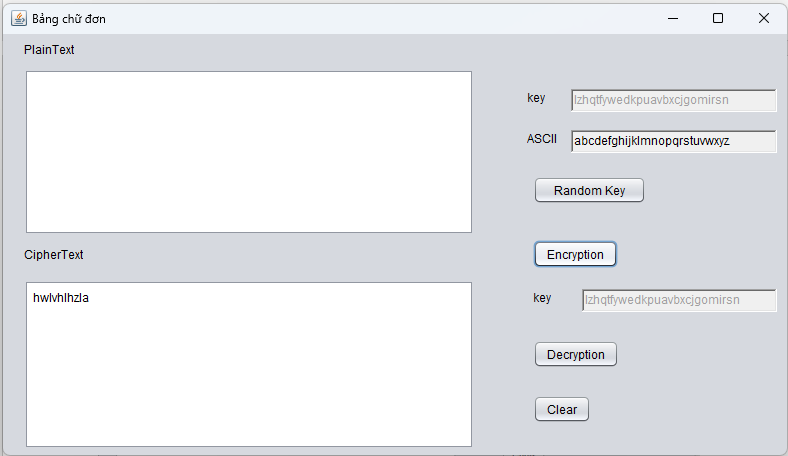 Bảng chữ đơn
PlainText
key
lzhqtfywedkpuavbxcjgomirsn
ASCII
abcdefghijklmnopqrstuvwxyz
Random Key
Encryption
CipherText
hwlvhlhzla
key
lzhqtfywedkpuavbxcjgomirsn
Decryption
Clear